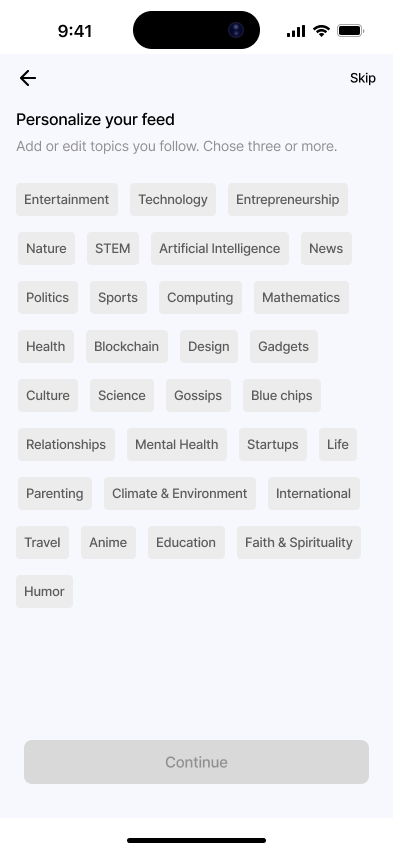 9:41
Skip
Personalize your feed
Add or edit topics you follow. Chose three or more.
Entertainment Technology Entrepreneurship
Nature STEM Artificial Intelligence News
Politics Sports Computing Mathematics
Health Blockchain Design Gadgets
Culture Science Gossips Blue chips
Relationships Mental Health Startups Life
Parenting Climate & Environment International
Travel Anime Education Faith & Spirituality
Humor
Continue